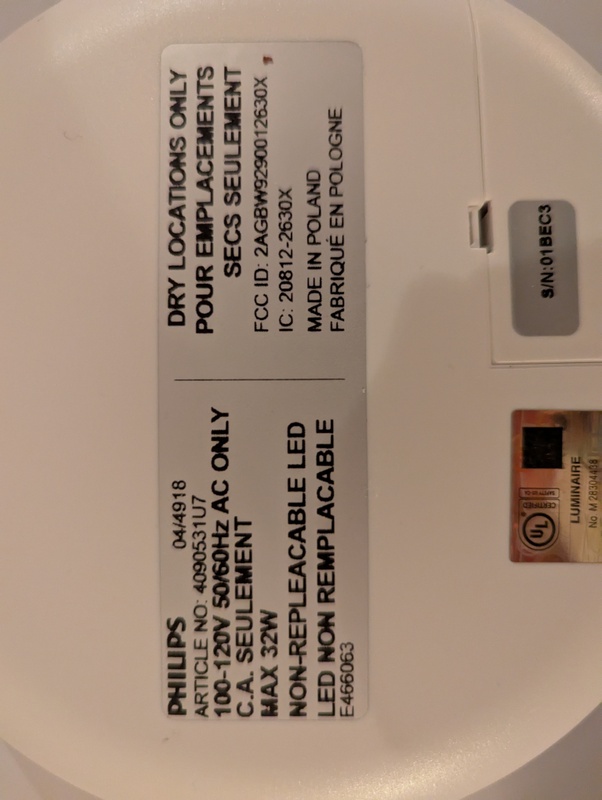 PHILIPS 04/4918
ARTICLE NO: 4090531U7
100-120V 50/60Hz AC ONLY
C.A. SEULEMENT
MAX 32W
NON-REPLEACABLE LED
LED NON REMPLACABLE
E466063
DRY LOCATIONS ONLY
POUR EMPLACEMENTS
SECS SEULEMENT
FCC ID: 2AGBW9290012630X
IC: 20812-2630X
MADE IN POLAND
FABRIQUÉ EN POLOGNE
S/N:01BEC3
UL
CERTIFIED
LUMINAIRE